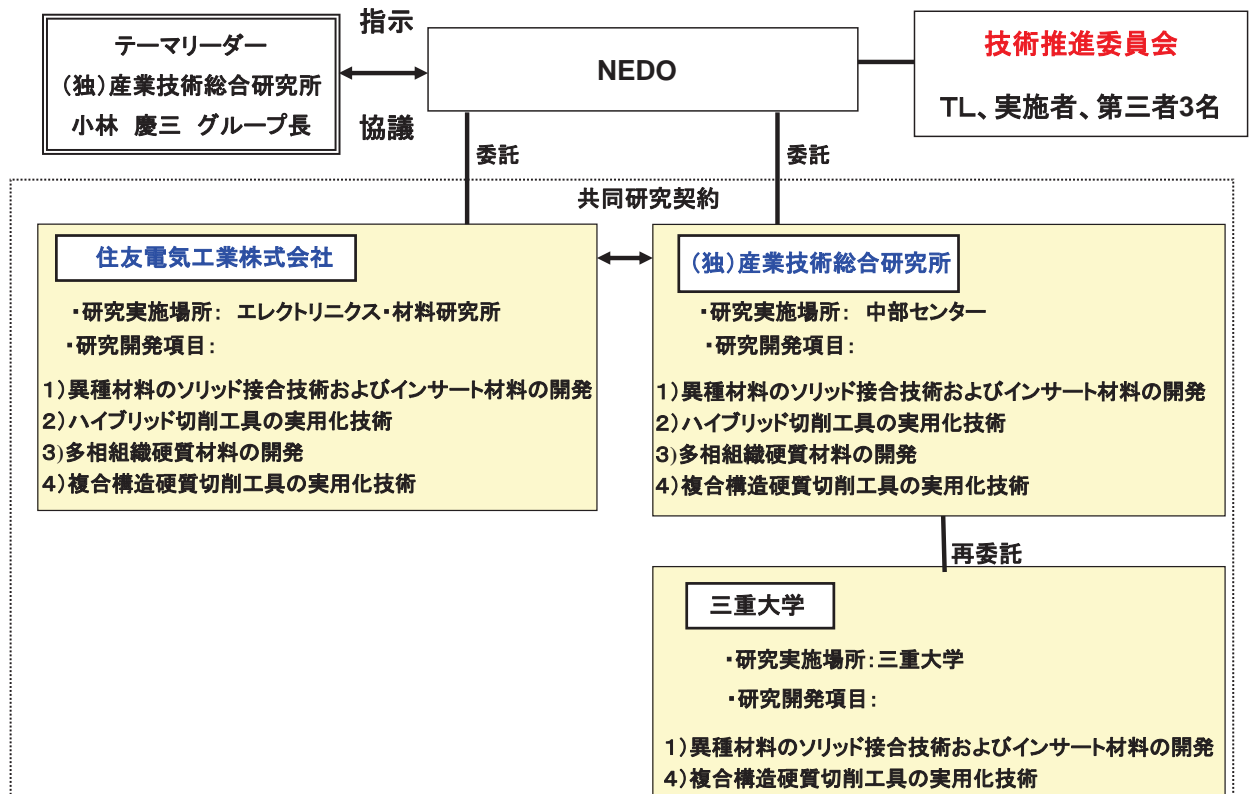 テーマリーダー
(独)産業技術総合研究所
小林 慶三 グループ長
指示
協議
NEDO
技術推進委員会
TL、実施者、第三者3名
委託
委託
共同研究契約
住友電気工業株式会社
・研究実施場所: エレクトリニクス・材料研究所
・研究開発項目:
1)異種材料のソリッド接合技術およびインサート材料の開発
2)ハイブリッド切削工具の実用化技術
3)多相組織硬質材料の開発
4)複合構造硬質切削工具の実用化技術
(独)産業技術総合研究所
・研究実施場所: 中部センター
・研究開発項目:
1)異種材料のソリッド接合技術およびインサート材料の開発
2)ハイブリッド切削工具の実用化技術
3)多相組織硬質材料の開発
4)複合構造硬質切削工具の実用化技術
再委託
三重大学
・研究実施場所:三重大学
・研究開発項目:
1)異種材料のソリッド接合技術およびインサート材料の開発
4)複合構造硬質切削工具の実用化技術